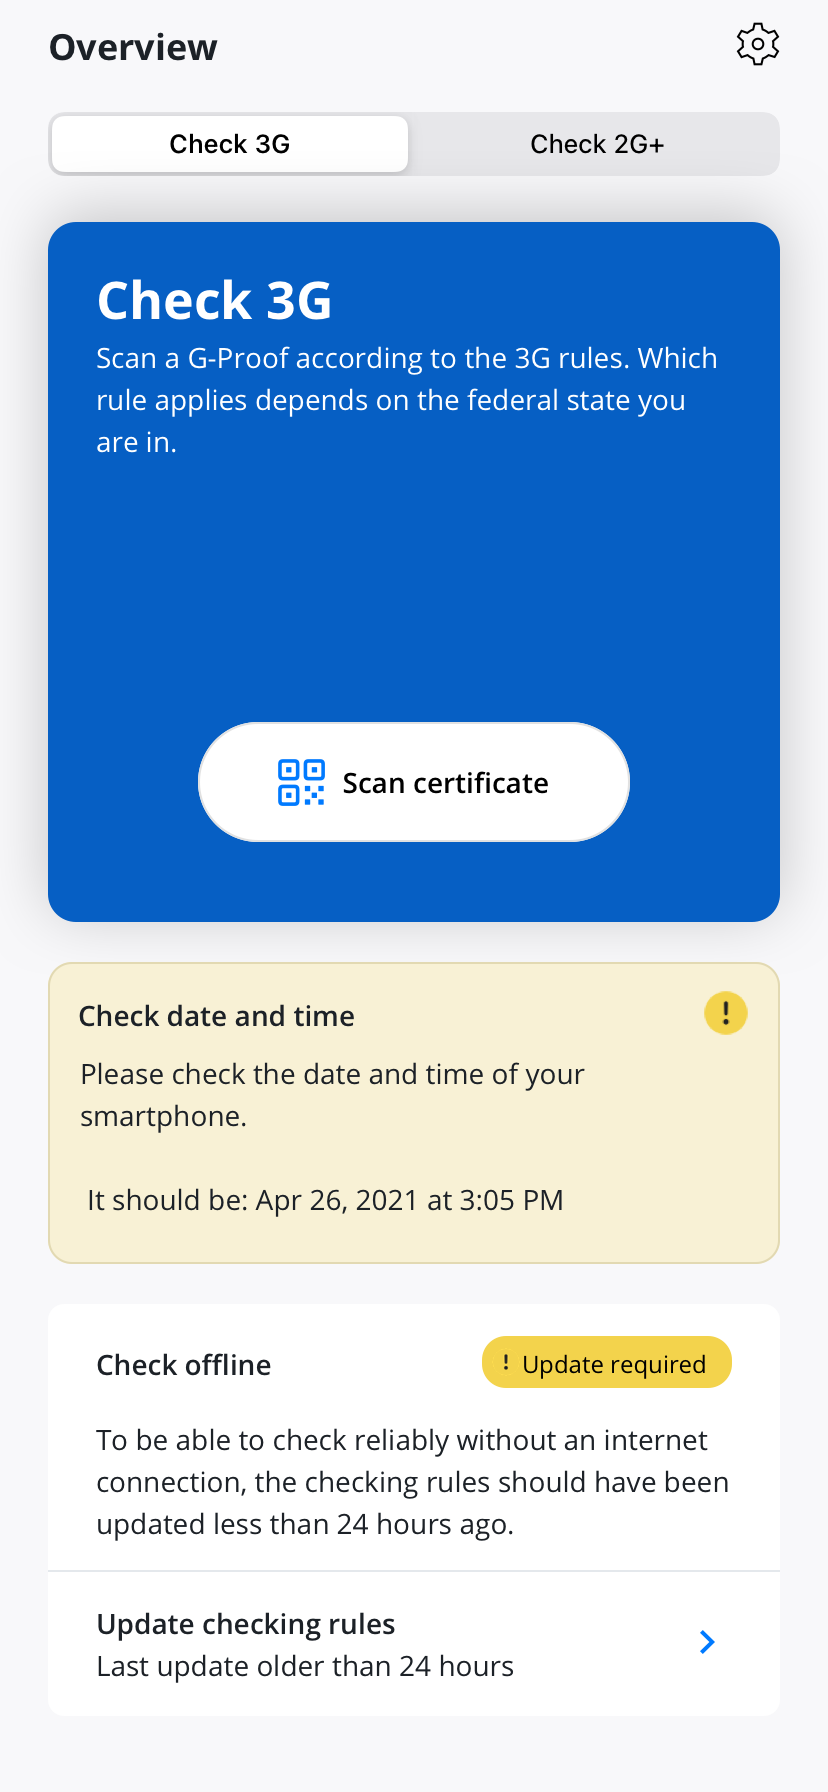 Overview
Check 3G
Check 2G+
Check 3G
Scan a G-Proof according to the 3G rules. Which
rule applies depends on the federal state you
are in.
Scan certificate
Check date and time
!
Please check the date and time of your
smartphone.
It should be: Apr 26, 2021 at 3:05 PM
Check offline
! Update required
To be able to check reliably without an internet
connection, the checking rules should have been
updated less than 24 hours ago.
Update checking rules
Last update older than 24 hours